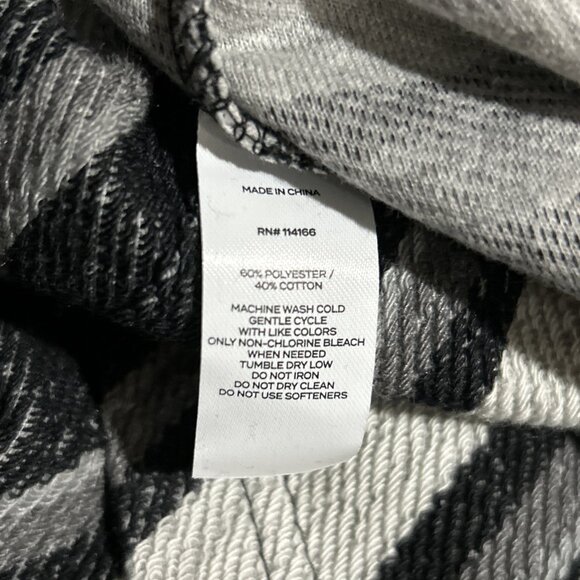 MADE IN CHINA
RN# 114166
60% POLYESTER /
40% COTTON
MACHINE WASH COLD
GENTLE CYCLE
WITH LIKE COLORS
ONLY NON-CHLORINE BLEACH
WHEN NEEDED
TUMBLE DRY LOW
DO NOT IRON
DO NOT DRY CLEAN
DO NOT USE SOFTENERS